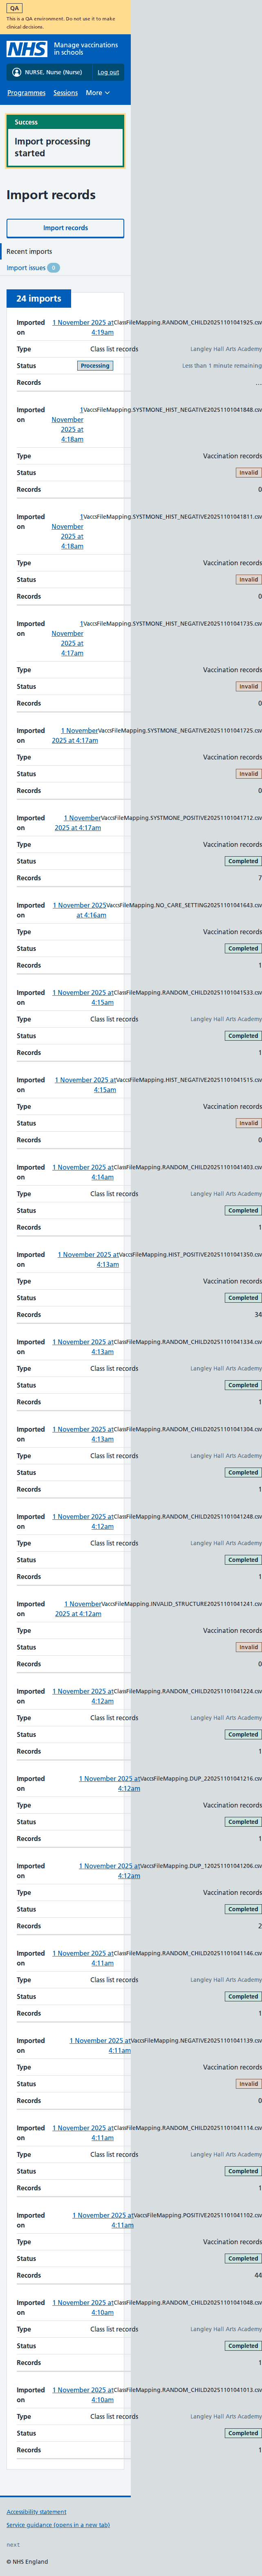 QA
This is a QA environment. Do not use it to make
clinical decisions.
NHS
Manage vaccinations
in schools
NURSE, Nurse (Nurse)
Log out
Programmes
Sessions
More
Success
Import processing
started
Import records
Import records
Recent imports
Import issues 0
24 imports
Imported on
1 November 2025 at 4:19am
ClassFileMapping.RANDOM_CHILD20251101041925.csv
Type
Class list records
Langley Hall Arts Academy
Status
Processing
Less than 1 minute remaining
Records
…
Imported on
1 November 2025 at 4:18am
VaccsFileMapping.SYSTMONE_HIST_NEGATIVE20251101041848.csv
Type
Vaccination records
Status
Invalid
Records
0
Imported on
1 November 2025 at 4:18am
VaccsFileMapping.SYSTMONE_HIST_NEGATIVE20251101041811.csv
Type
Vaccination records
Status
Invalid
Records
0
Imported on
1 November 2025 at 4:17am
VaccsFileMapping.SYSTMONE_HIST_NEGATIVE20251101041735.csv
Type
Vaccination records
Status
Invalid
Records
0
Imported on
1 November 2025 at 4:17am
VaccsFileMapping.SYSTMONE_NEGATIVE20251101041725.csv
Type
Vaccination records
Status
Invalid
Records
0
Imported on
1 November 2025 at 4:17am
VaccsFileMapping.SYSTMONE_POSITIVE20251101041712.csv
Type
Vaccination records
Status
Completed
Records
7
Imported on
1 November 2025 at 4:16am
VaccsFileMapping.NO_CARE_SETTING20251101041643.csv
Type
Vaccination records
Status
Completed
Records
1
Imported on
1 November 2025 at 4:15am
ClassFileMapping.RANDOM_CHILD20251101041533.csv
Type
Class list records
Langley Hall Arts Academy
Status
Completed
Records
1
Imported on
1 November 2025 at 4:15am
VaccsFileMapping.HIST_NEGATIVE20251101041515.csv
Type
Vaccination records
Status
Invalid
Records
0
Imported on
1 November 2025 at 4:14am
ClassFileMapping.RANDOM_CHILD20251101041403.csv
Type
Class list records
Langley Hall Arts Academy
Status
Completed
Records
1
Imported on
1 November 2025 at 4:13am
VaccsFileMapping.HIST_POSITIVE20251101041350.csv
Type
Vaccination records
Status
Completed
Records
34
Imported on
1 November 2025 at 4:13am
ClassFileMapping.RANDOM_CHILD20251101041334.csv
Type
Class list records
Langley Hall Arts Academy
Status
Completed
Records
1
Imported on
1 November 2025 at 4:13am
ClassFileMapping.RANDOM_CHILD20251101041304.csv
Type
Class list records
Langley Hall Arts Academy
Status
Completed
Records
1
Imported on
1 November 2025 at 4:12am
ClassFileMapping.RANDOM_CHILD20251101041248.csv
Type
Class list records
Langley Hall Arts Academy
Status
Completed
Records
1
Imported on
1 November 2025 at 4:12am
VaccsFileMapping.INVALID_STRUCTURE20251101041241.csv
Type
Vaccination records
Status
Invalid
Records
0
Imported on
1 November 2025 at 4:12am
ClassFileMapping.RANDOM_CHILD20251101041224.csv
Type
Class list records
Langley Hall Arts Academy
Status
Completed
Records
1
Imported on
1 November 2025 at 4:12am
VaccsFileMapping.DUP_220251101041216.csv
Type
Vaccination records
Status
Completed
Records
1
Imported on
1 November 2025 at 4:12am
VaccsFileMapping.DUP_120251101041206.csv
Type
Vaccination records
Status
Completed
Records
2
Imported on
1 November 2025 at 4:11am
ClassFileMapping.RANDOM_CHILD20251101041146.csv
Type
Class list records
Langley Hall Arts Academy
Status
Completed
Records
1
Imported on
1 November 2025 at 4:11am
VaccsFileMapping.NEGATIVE20251101041139.csv
Type
Vaccination records
Status
Invalid
Records
0
Imported on
1 November 2025 at 4:11am
ClassFileMapping.RANDOM_CHILD20251101041114.csv
Type
Class list records
Langley Hall Arts Academy
Status
Completed
Records
1
Imported on
1 November 2025 at 4:11am
VaccsFileMapping.POSITIVE20251101041102.csv
Type
Vaccination records
Status
Completed
Records
44
Imported on
1 November 2025 at 4:10am
ClassFileMapping.RANDOM_CHILD20251101041048.csv
Type
Class list records
Langley Hall Arts Academy
Status
Completed
Records
1
Imported on
1 November 2025 at 4:10am
ClassFileMapping.RANDOM_CHILD20251101041013.csv
Type
Class list records
Langley Hall Arts Academy
Status
Completed
Records
1
Accessibility statement
Service guidance (opens in a new tab)
next
© NHS England